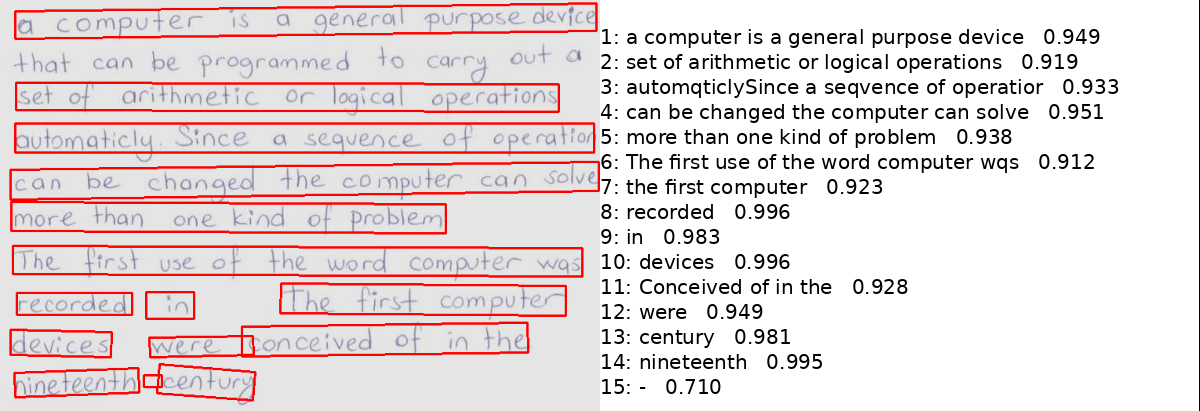 a computer is a general purpose device
that can be programmed to carry out a
set of arithmetic or logical operations
automaticly. Since a seqvence of operation
can be changed the computer can solve
more than one kind of problem
The first use of the word computer wqs
recorded in The first computer
devices were conceived of in the
nineteenth century
1: a computer is a general purpose device 0.949
2: set of arithmetic or logical operations 0.919
3: automqticlySince a seqvence of operatior 0.933
4: can be changed the computer can solve 0.951
5: more than one kind of problem 0.938
6: The first use of the word computer wqs 0.912
7: the first computer 0.923
8: recorded 0.996
9: in 0.983
10: devices 0.996
11: Conceived of in the 0.928
12: were 0.949
13: century 0.981
14: nineteenth 0.995
15: - 0.710